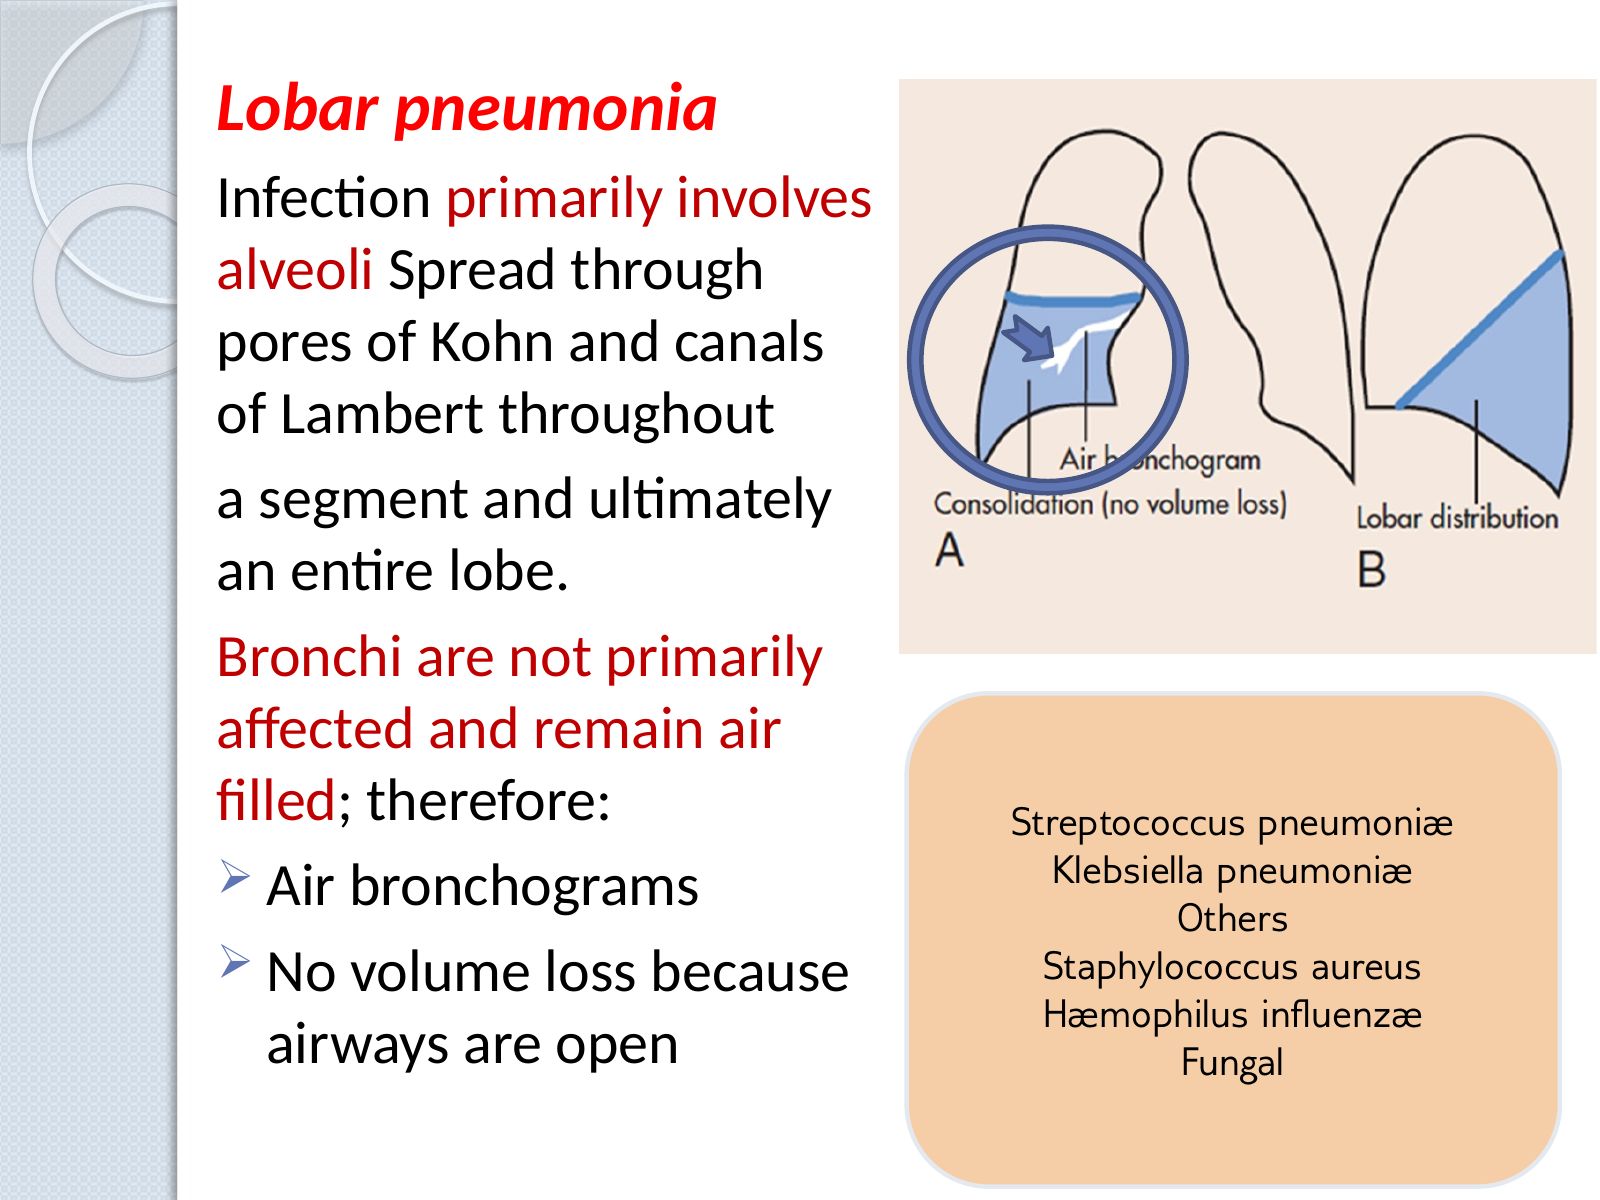 Lobar pneumonia
Infection primarily involves
alveoli Spread through
pores of Kohn and canals
of Lambert throughout
a segment and ultimately
an entire lobe.
Bronchi are not primarily
affected and remain air
filled; therefore:
Air bronchograms
No volume loss because
airways are open
Air bronchogram
Consolidation (no volume loss)
A
Lobar distribution
B
Streptococcus pneumoniæ
Klebsiella pneumoniæ
Others
Staphylococcus aureus
Hæmophilus influenzæ
Fungal